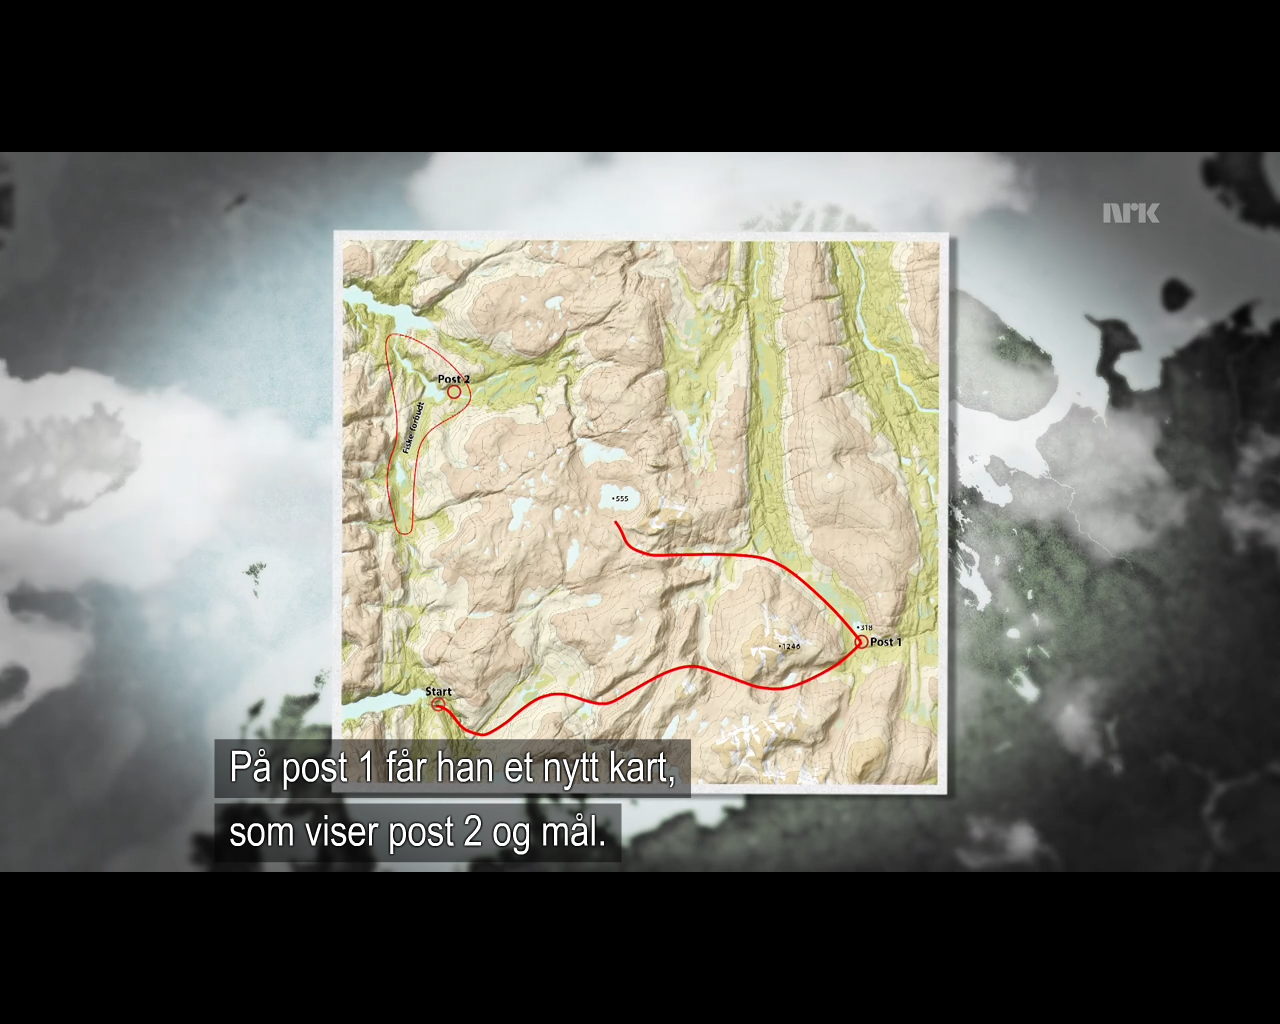 nrk
Post 2
Fiske forbudt
555
318
Post 1
1246
Start
På post 1 får han et nytt kart,
som viser post 2 og mål.